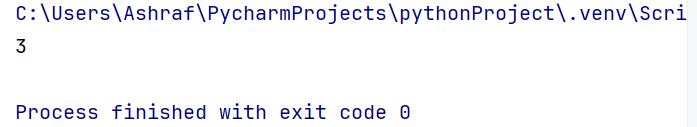 C:\Users\Ashraf\PycharmProjects\pythonProject\.venv\Scri
3
Process finished with exit code 0